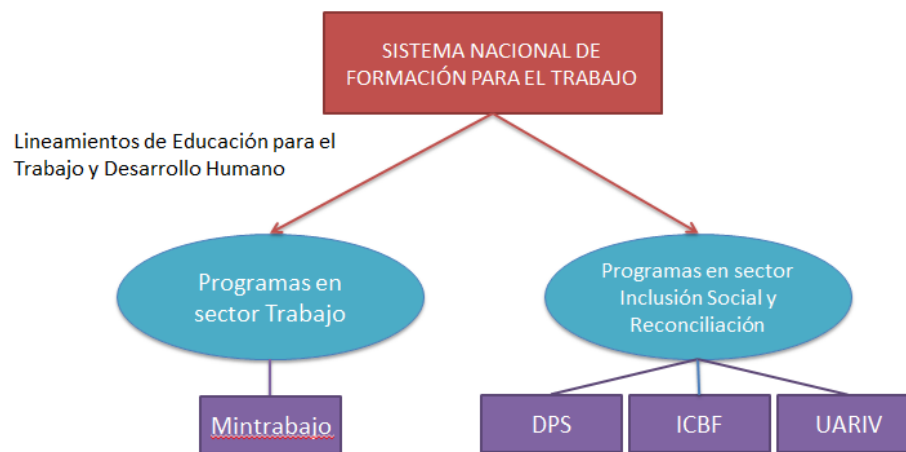 SISTEMA NACIONAL DE
FORMACIÓN PARA EL TRABAJO
Lineamientos de Educación para el
Trabajo y Desarrollo Humano
Programas en
sector Trabajo
Programas en sector
Inclusión Social y
Reconciliación
Mintrabajo
DPS
ICBF
UARIV